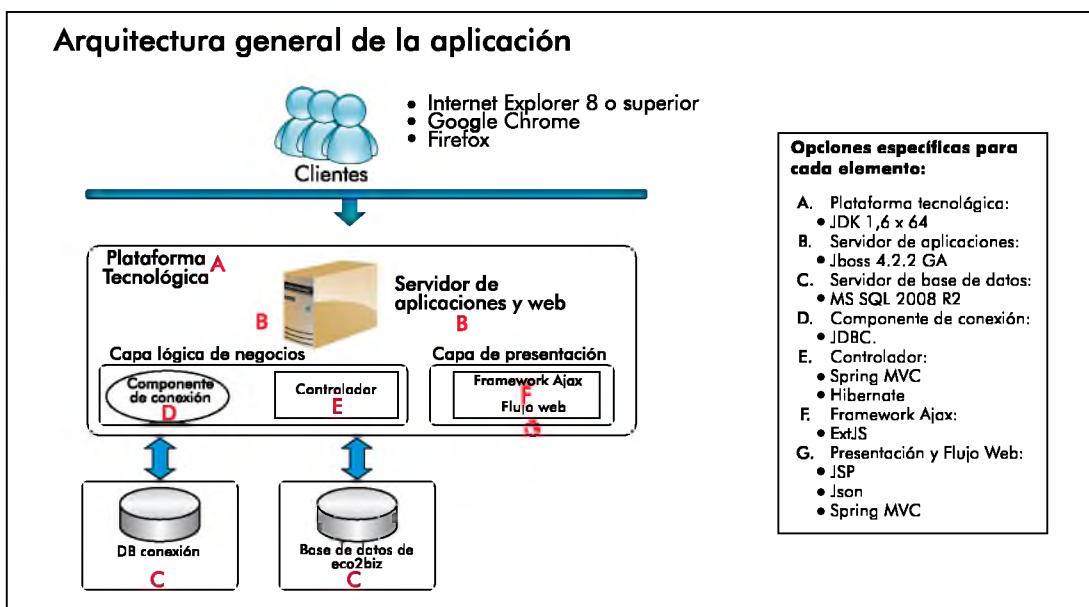 Arquitectura general de la aplicación
• Internet Explorer 8 o superior
• Google Chrome
• Firefox
Clientes
Plataforma
Tecnológica A
Servidor de
aplicaciones y web
B
B
Capa lógica de negocios
Componente
de conexión
D
Controlador
E
Capa de presentación
Framework Ajax
F
Flujo web
G
DB conexión
C
Base de datos de
eco2biz
C
Opciones específicas para
cada elemento:
A. Plataforma tecnológica:
• JDK 1,6 x 64
B. Servidor de aplicaciones:
• Jboss 4.2.2 GA
C. Servidor de base de datos:
• MS SQL 2008 R2
D. Componente de conexión:
• JDBC.
E. Controlador:
• Spring MVC
• Hibernate
F. Framework Ajax:
• ExtJS
G. Presentación y Flujo Web:
• JSP
• Json
• Spring MVC